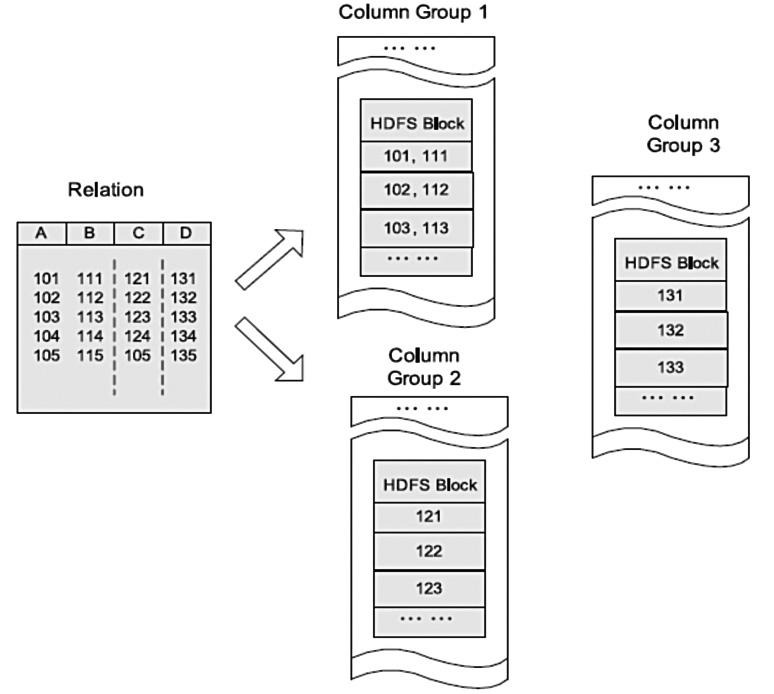 Column Group 1
... ...
HDFS Block
101, 111
102, 112
103, 113
... ...
Relation
A B C D
101 111 121 131
102 112 122 132
103 113 123 133
104 114 124 134
105 115 105 135
Column
Group 2
... ...
HDFS Block
121
122
123
... ...
Column
Group 3
... ...
HDFS Block
131
132
133
... ...